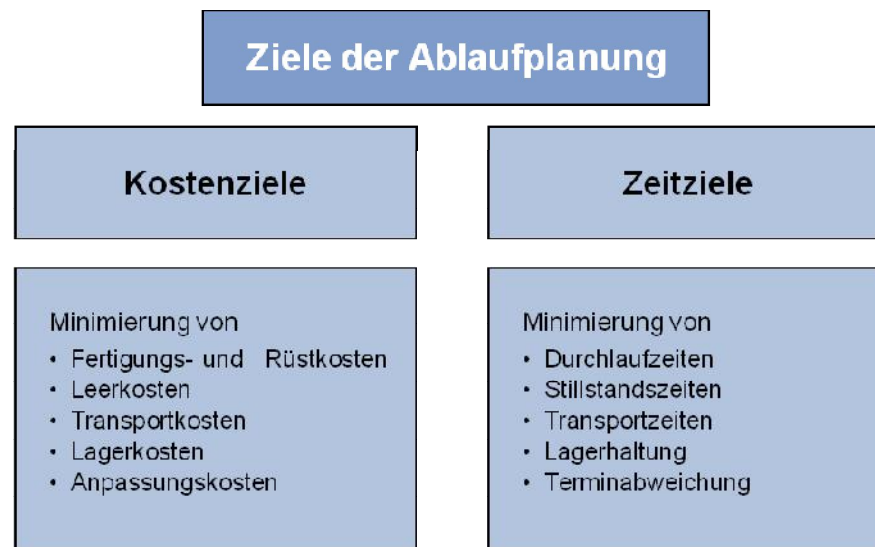 Ziele der Ablaufplanung
Kostenziele
Minimierung von
• Fertigungs- und Rüstkosten
• Leerkosten
• Transportkosten
• Lagerkosten
• Anpassungskosten
Zeitziele
Minimierung von
• Durchlaufzeiten
• Stillstandszeiten
• Transportzeiten
• Lagerhaltung
• Terminabweichung